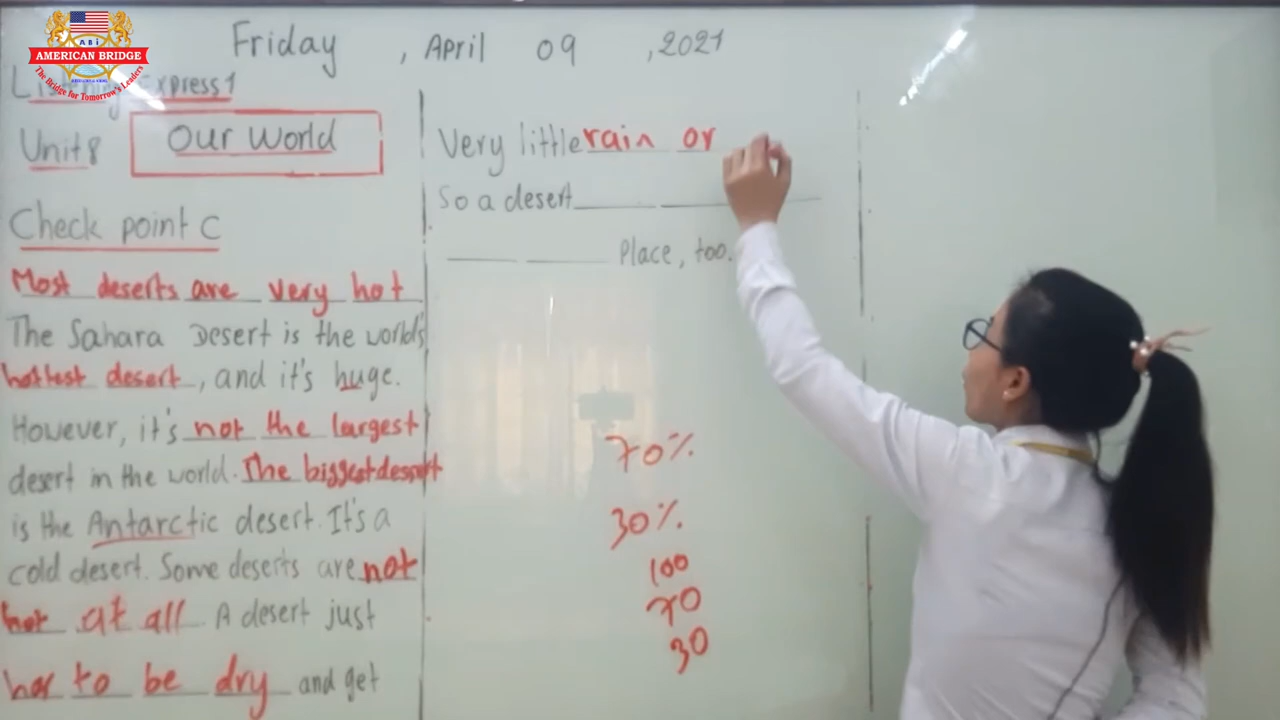 ABi
AMERICAN BRIDGE
The Bridge for Tomorrow's Leaders
Friday , April 09 , 2021
Listening Express 1
Unit 8 Our World
Check point C
Most deserts are very hot
The Sahara Desert is the world's
hottest desert, and it's huge.
However, it's not the largest
desert in the world. The biggest desert
is the Antarctic desert. It's a
cold desert. Some deserts are not
hot at all. A desert just
has to be dry and get
Very little rain or
So a desert
Place, too.
70%
30%
100
70
30